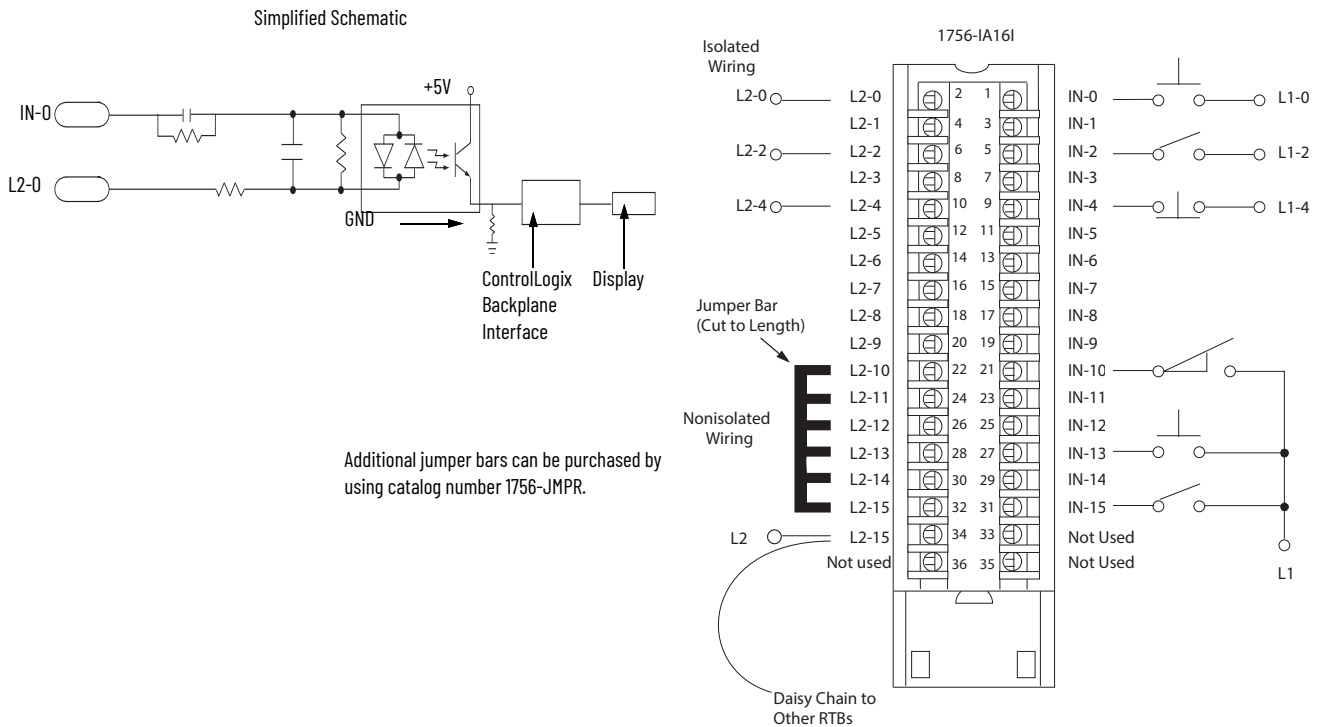 Simplified Schematic
+5V
IN-0
L2-0
GND
ControlLogix
Backplane
Interface
Display
Additional jumper bars can be purchased by
using catalog number 1756-JMPR.
1756-IA16I
Isolated
Wiring
L2-0 L2-0 2 1 IN-0 L1-0
L2-1 4 3 IN-1
L2-2 L2-2 6 5 IN-2 L1-2
L2-3 8 7 IN-3
L2-4 L2-4 10 9 IN-4 L1-4
L2-5 12 11 IN-5
L2-6 14 13 IN-6
L2-7 16 15 IN-7
Jumper Bar
(Cut to Length)
L2-8 18 17 IN-8
L2-9 20 19 IN-9
L2-10 22 21 IN-10
L2-11 24 23 IN-11
Nonisolated
Wiring
L2-12 26 25 IN-12
L2-13 28 27 IN-13
L2-14 30 29 IN-14
L2-15 32 31 IN-15
L2 L2-15 34 33 Not Used
Not used 36 35 Not Used
L1
Daisy Chain to
Other RTBs